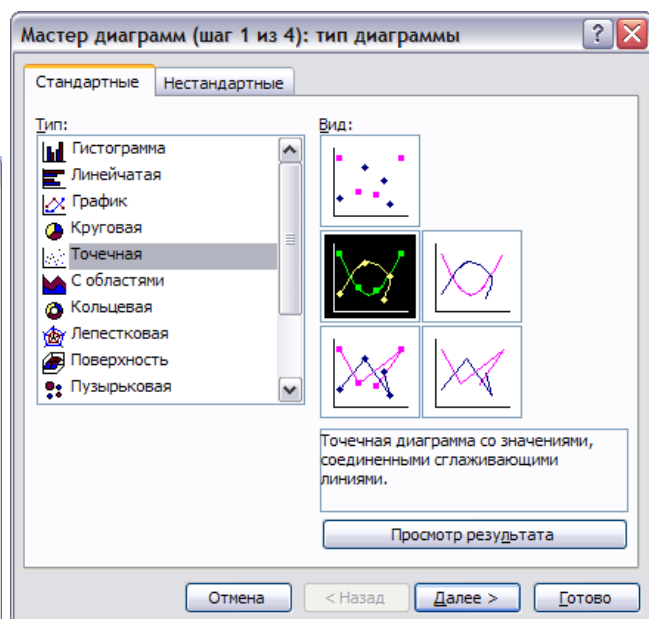 Мастер диаграмм (шаг 1 из 4): тип диаграммы
Стандартные
Нестандартные
Тип:
Вид:
Гистограмма
Линейчатая
График
Круговая
Точечная
С областями
Кольцевая
Лепестковая
Поверхность
Пузырьковая
Точечная диаграмма со значениями,
соединенными сглаживающими
линиями.
Просмотр результата
Отмена
< Назад
Далее >
Готово